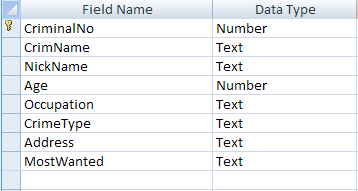 Field Name Data Type
CriminalNo Number
CrimName Text
NickName Text
Age Number
Occupation Text
CrimeType Text
Address Text
MostWanted Text